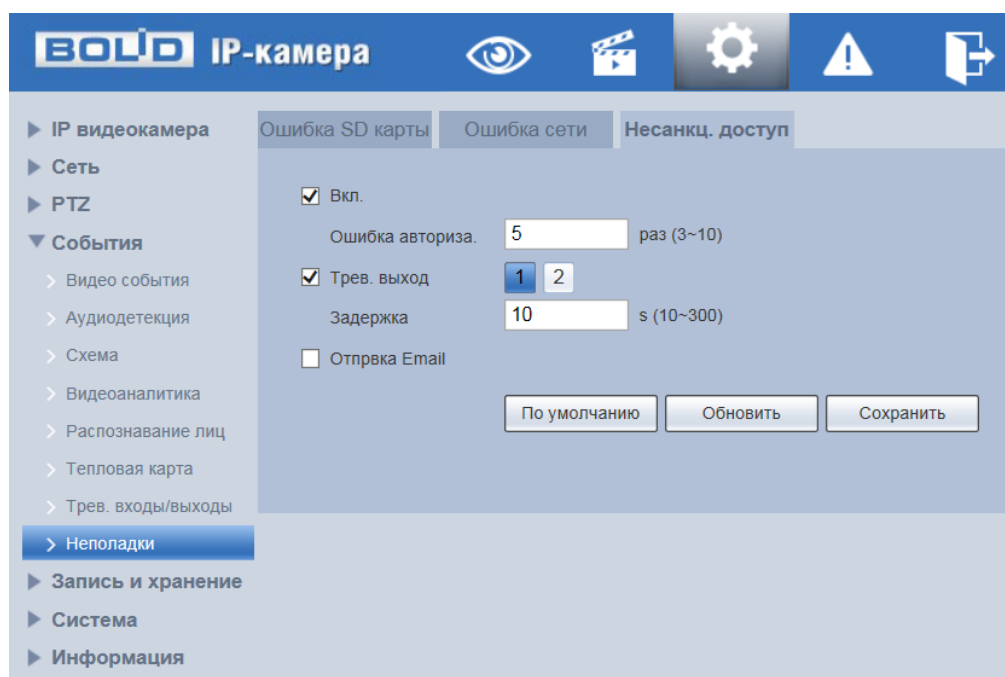 BOLID IP-камера
IP видеокамера
Сеть
PTZ
События
Видео события
Аудиодетекция
Схема
Видеоаналитика
Распознавание лиц
Тепловая карта
Трев. входы/выходы
Неполадки
Запись и хранение
Система
Информация
Ошибка SD карты Ошибка сети Несанкц. доступ
Вкл.
Ошибка авториза. 5 раз (3~10)
Трев. выход 1 2
Задержка 10 s (10~300)
Отпрвка Email
По умолчанию Обновить Сохранить